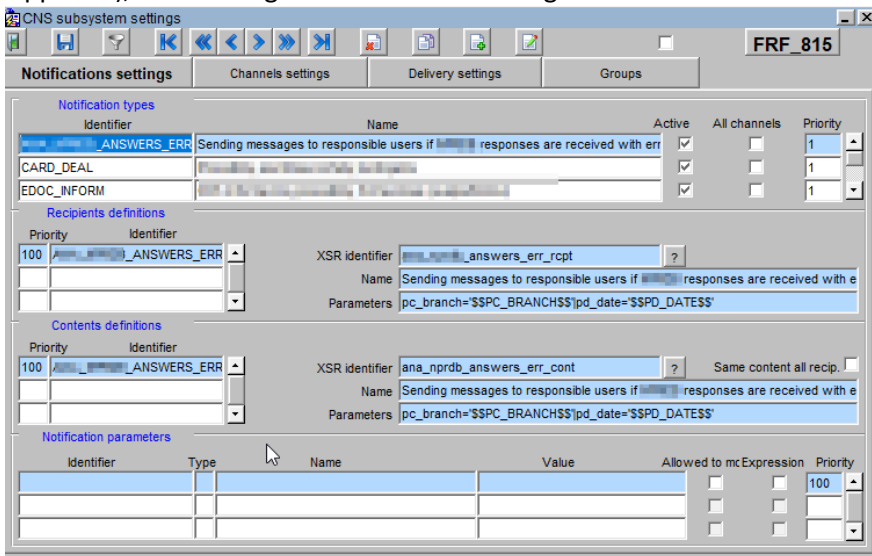 CNS subsystem settings
FRF_815
Notifications settings Channels settings Delivery settings Groups
Notification types
Identifier Name Active All channels Priority
_ANSWERS_ERR Sending messages to responsible users if responses are received with err 1
CARD_DEAL 1
EDOC_INFORM 1
Recipients definitions
Priority Identifier
100 _ANSWERS_ERR XSR identifier _answers_err_rcpt ?
Name Sending messages to responsible users if responses are received with e
Parameters pc_branch='$$PC_BRANCH$$'|pd_date='$$PD_DATE$$'
Contents definitions
Priority Identifier
100 _ANSWERS_ERR XSR identifier ana_nprdb_answers_err_cont ? Same content all recip.
Name Sending messages to responsible users if responses are received with e
Parameters pc_branch='$$PC_BRANCH$$'|pd_date='$$PD_DATE$$'
Notification parameters
Identifier Type Name Value Allowed to mc Expression Priority
100